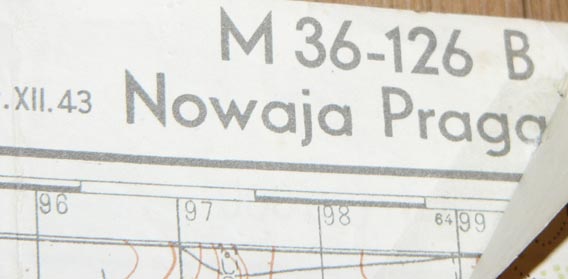 M 36-126 B
.XII.43 Nowaja Praga
96 97 98 64 99